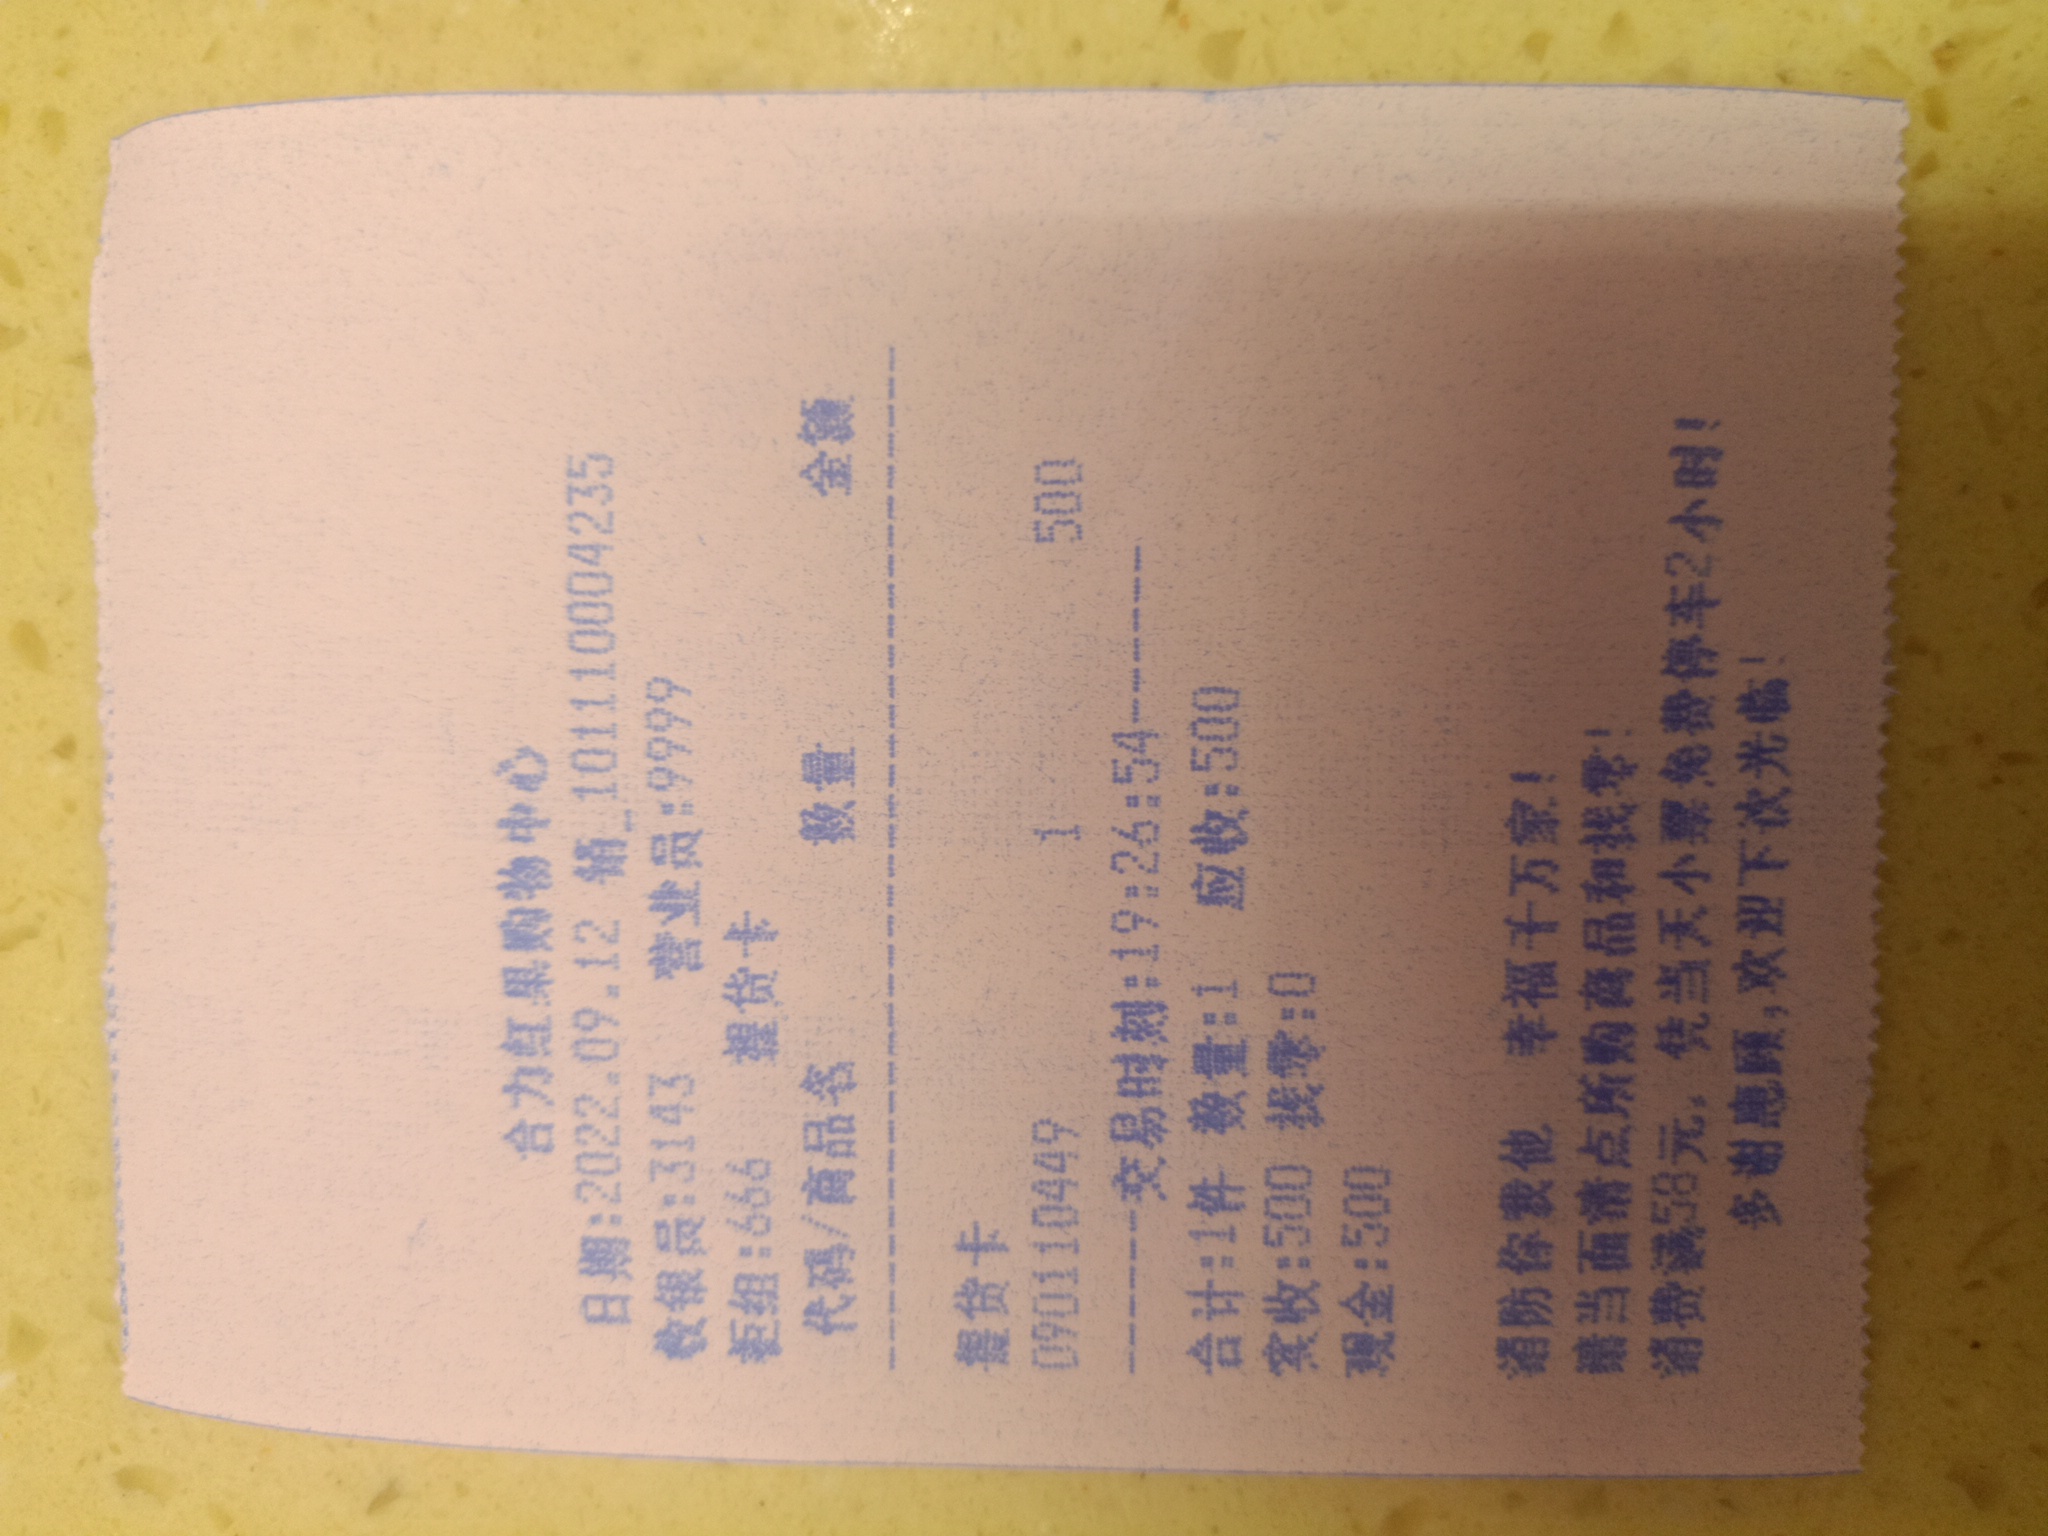 合力红果购物中心
日期:2022.09.12 销_101110004235
收银员:3143 营业员:9999
柜组:666 提货卡
代码/商品名 数量 金额
提货卡
090110449 1 500
交易时刻:19:26:54
合计:1件 数量:1 应收:500
实收:500 找零:0
现金:500
消防你我他 幸福千万家!
请当面清点所购商品和找零!
消费满58元,凭当天小票免费停车2小时!
多谢惠顾,欢迎下次光临!